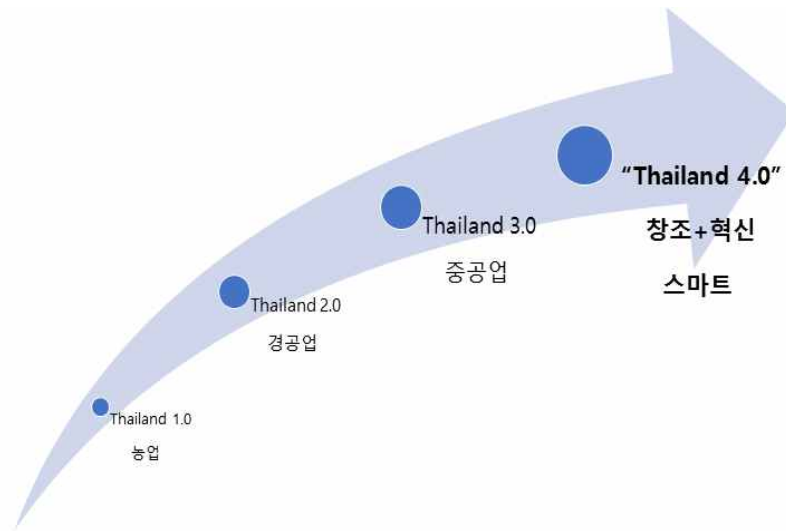 “Thailand 4.0”
창조+혁신
스마트
Thailand 3.0
중공업
Thailand 2.0
경공업
Thailand 1.0
농업